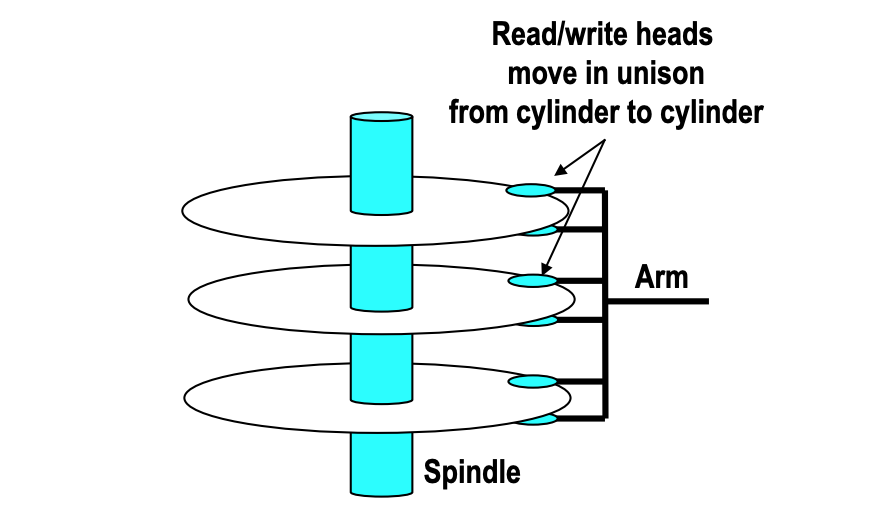 Read/write heads
move in unison
from cylinder to cylinder
Arm
Spindle